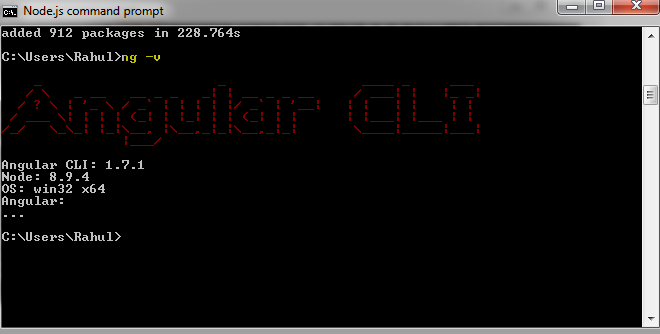 Node.js command prompt
added 912 packages in 228.764s
C:\Users\Rahul>ng -v
Angular CLI
Angular CLI: 1.7.1
Node: 8.9.4
OS: win32 x64
Angular:
...
C:\Users\Rahul>